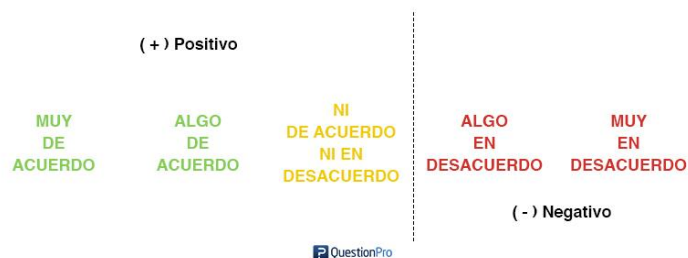 ( + ) Positivo
MUY
DE
ACUERDO
ALGO
DE
ACUERDO
NI
DE ACUERDO
NI EN
DESACUERDO
ALGO
EN
DESACUERDO
MUY
EN
DESACUERDO
( - ) Negativo
QuestionPro